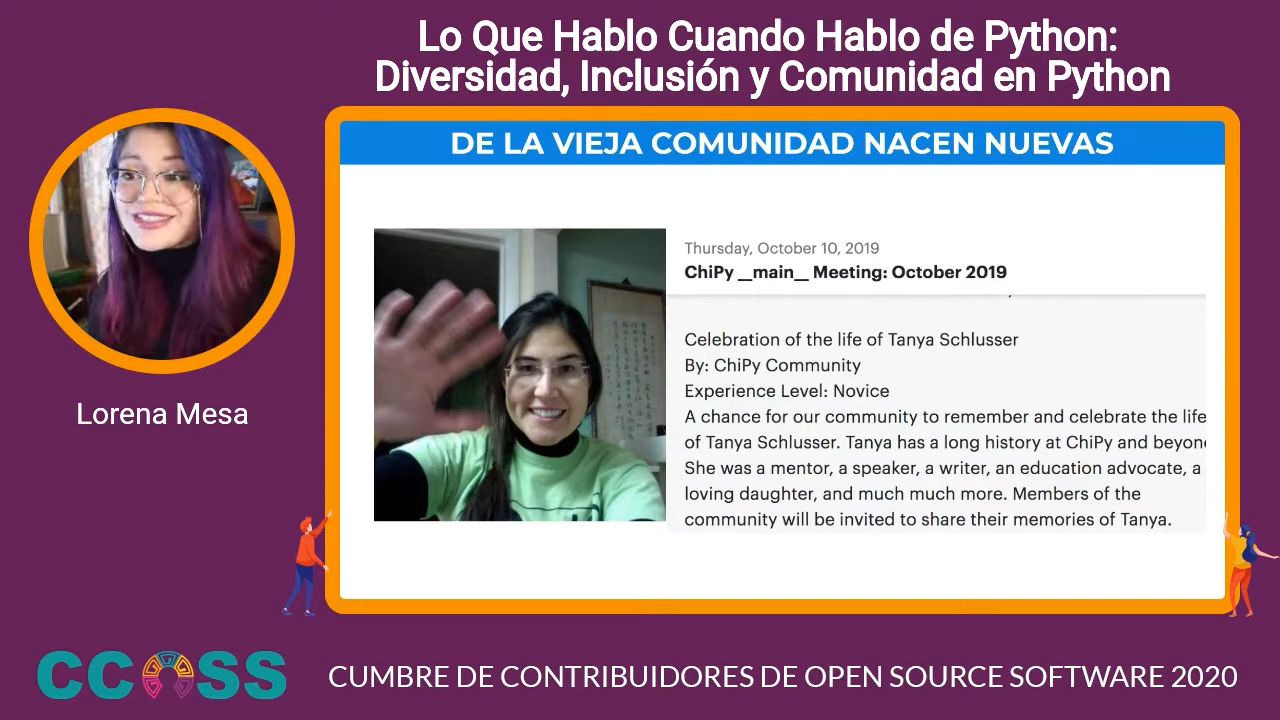 Lo Que Hablo Cuando Hablo de Python:
Diversidad, Inclusión y Comunidad en Python
DE LA VIEJA COMUNIDAD NACEN NUEVAS
Thursday, October 10, 2019
ChiPy __main__ Meeting: October 2019
Celebration of the life of Tanya Schlusser
By: ChiPy Community
Experience Level: Novice
A chance for our community to remember and celebrate the life
of Tanya Schlusser. Tanya has a long history at ChiPy and
She was a mentor, a speaker, a writer, an education advocate, a
loving daughter, and much much more. Members of the
community will be invited to share their memories of Tanya.
Lorena Mesa
CCOSS
CUMBRE DE CONTRIBUIDORES DE OPEN SOURCE SOFTWARE 2020